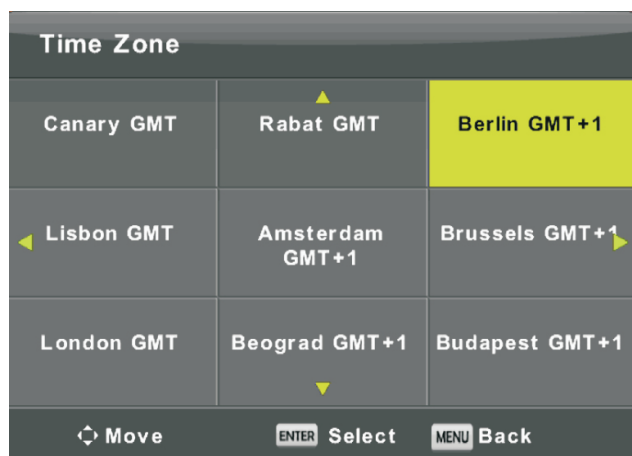 Time Zone
Canary GMT
Rabat GMT
Berlin GMT+1
Lisbon GMT
Amsterdam
GMT+1
Brussels GMT+1
London GMT
Beograd GMT+1
Budapest GMT+1
Move
ENTER Select
MENU Back